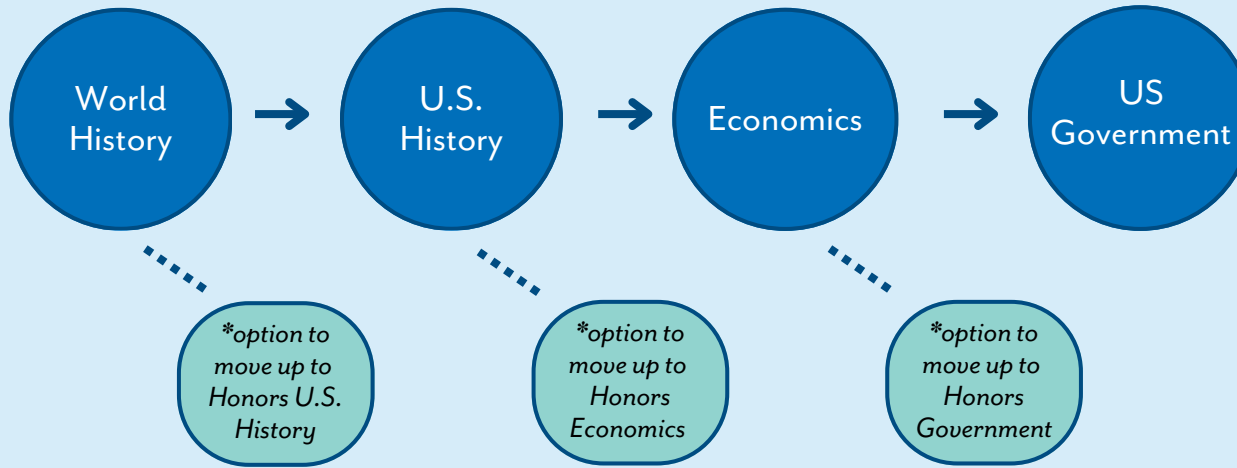 World
History
U.S.
History
Economics
US
Government
*option to
move up to
Honors U.S.
History
*option to
move up to
Honors
Economics
*option to
move up to
Honors
Government